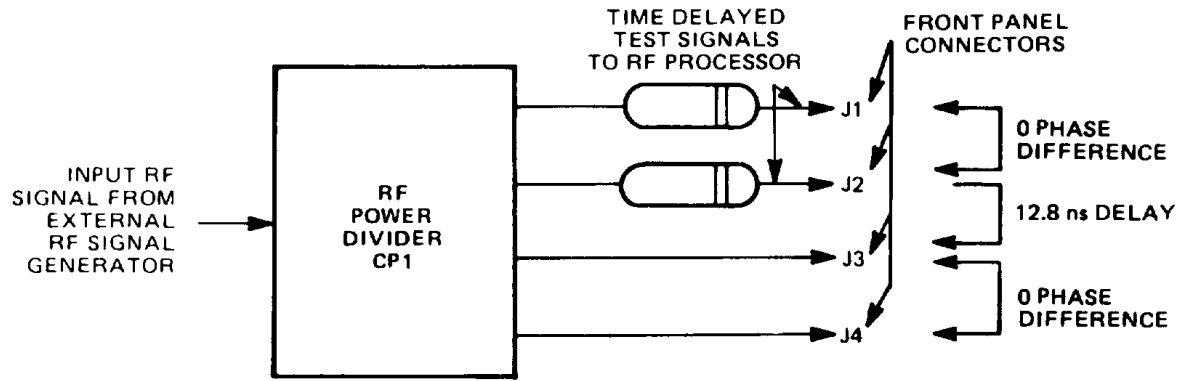 TIME DELAYED
TEST SIGNALS
TO RF PROCESSOR
FRONT PANEL
CONNECTORS
INPUT RF
SIGNAL FROM
EXTERNAL
RF SIGNAL
GENERATOR
RF
POWER
DIVIDER
CP1
J1
J2
J3
J4
0 PHASE
DIFFERENCE
12.8 ns DELAY
0 PHASE
DIFFERENCE